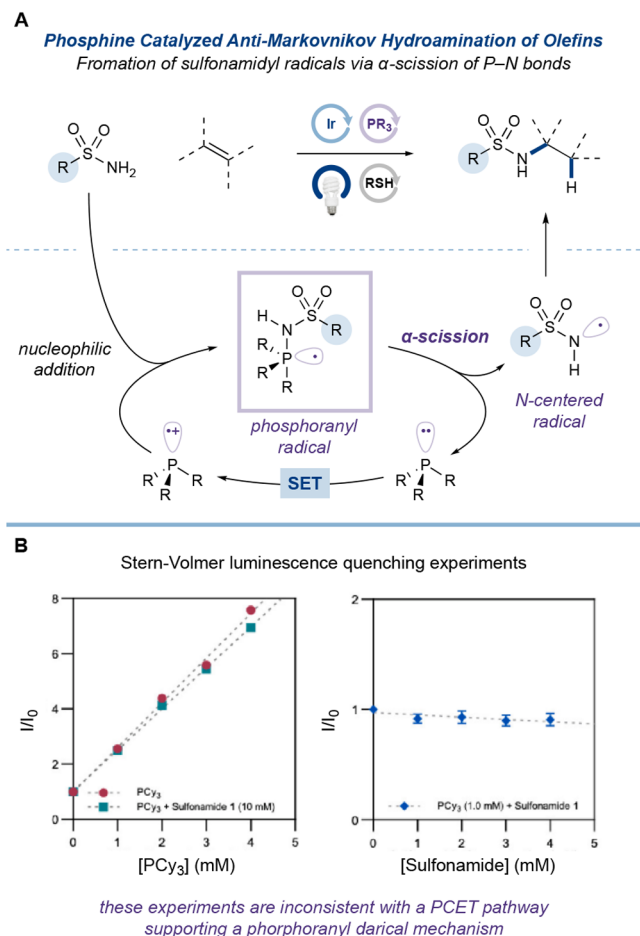 A
Phosphine Catalyzed Anti-Markovnikov Hydroamination of Olefins
Fromation of sulfonamidyl radicals via α-scission of P–N bonds
Ir
PR3
RSH
O O
S
R NH2
O O
S
R N
H
H
nucleophilic
addition
O O
H S
N R
R
P
R R
phosphoranyl
radical
α-scission
O O
S
R N
H
N-centered
radical
•+
P
R R
R
SET
••
P
R R
R
B
Stern-Volmer luminescence quenching experiments
8
6
4
2
0
I/I0
PCy3
PCy3 + Sulfonamide 1 (10 mM)
0 1 2 3 4 5
[PCy3] (mM)
2
1
0
I/I0
PCy3 (1.0 mM) + Sulfonamide 1
0 1 2 3 4 5
[Sulfonamide] (mM)
these experiments are inconsistent with a PCET pathway
supporting a phorphoranyl darical mechanism